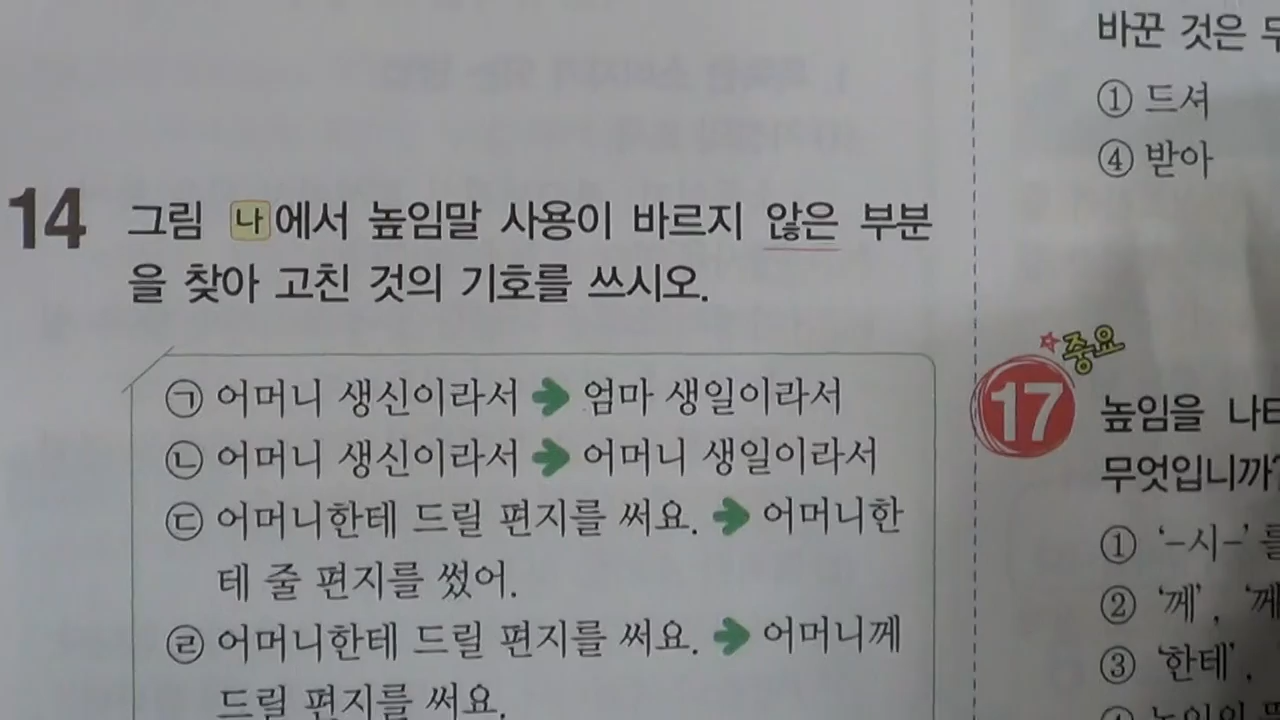 14 그림 나에서 높임말 사용이 바르지 않은 부분
을 찾아 고친 것의 기호를 쓰시오.
㉠ 어머니 생신이라서 ➜ 엄마 생일이라서
㉡ 어머니 생신이라서 ➜ 어머니 생일이라서
㉢ 어머니한테 드릴 편지를 써요. ➜ 어머니한
테 줄 편지를 썼어.
㉣ 어머니한테 드릴 편지를 써요. ➜ 어머니께
드릴 편지를 써요.
바꾼 것은
① 드셔
④ 받아
중요
17 높임을
무엇입니까?
① ‘-시-’를
② ‘께’,
③ ‘한테’,